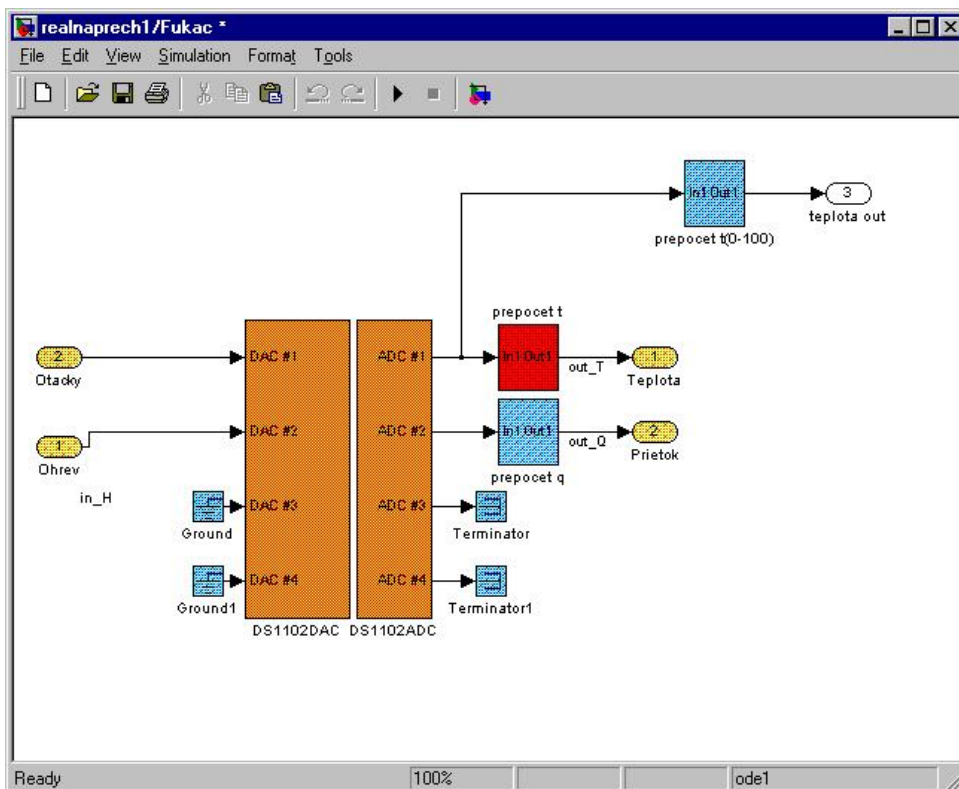 realnaprech1/Fukac *
File Edit View Simulation Format Tools
In1 Out1
3
teplota out
prepocet t(0-100)
prepocet t
2
DAC #1
ADC #1
In1 Out1
out_T
1
Otacky
Teplota
1
DAC #2
ADC #2
In1 Out1
out_Q
2
Ohrev
Prietok
prepocet q
in_H
DAC #3
ADC #3
Ground
Terminator
DAC #4
ADC #4
Ground1
Terminator1
DS1102DAC DS1102ADC
Ready 100% ode1